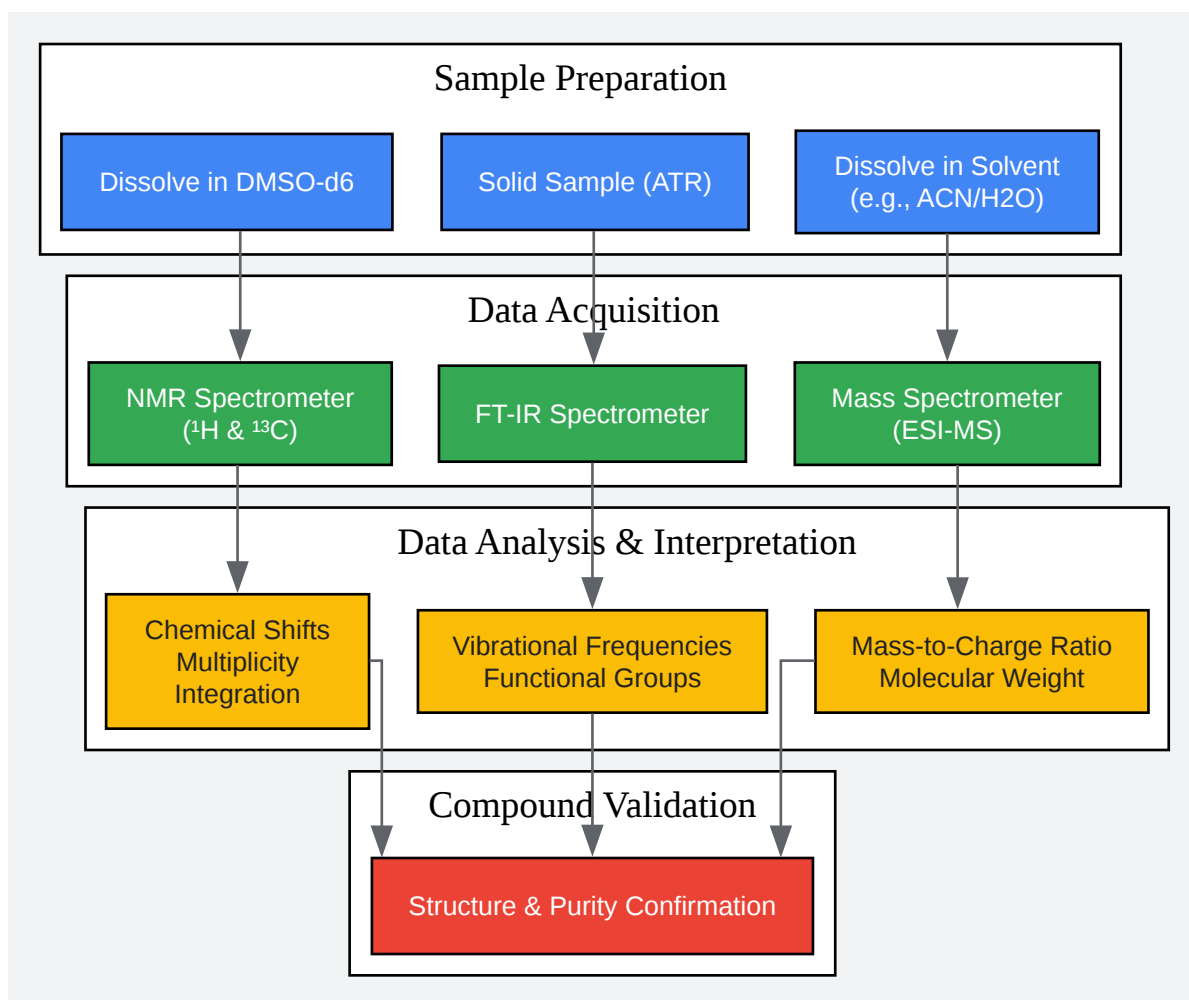 Sample Preparation
Dissolve in DMSO-d6
Solid Sample (ATR)
Dissolve in Solvent
(e.g., ACN/H2O)
Data Acquisition
NMR Spectrometer
(¹H & ¹³C)
FT-IR Spectrometer
Mass Spectrometer
(ESI-MS)
Data Analysis & Interpretation
Chemical Shifts
Multiplicity
Integration
Vibrational Frequencies
Functional Groups
Mass-to-Charge Ratio
Molecular Weight
Compound Validation
Structure & Purity Confirmation